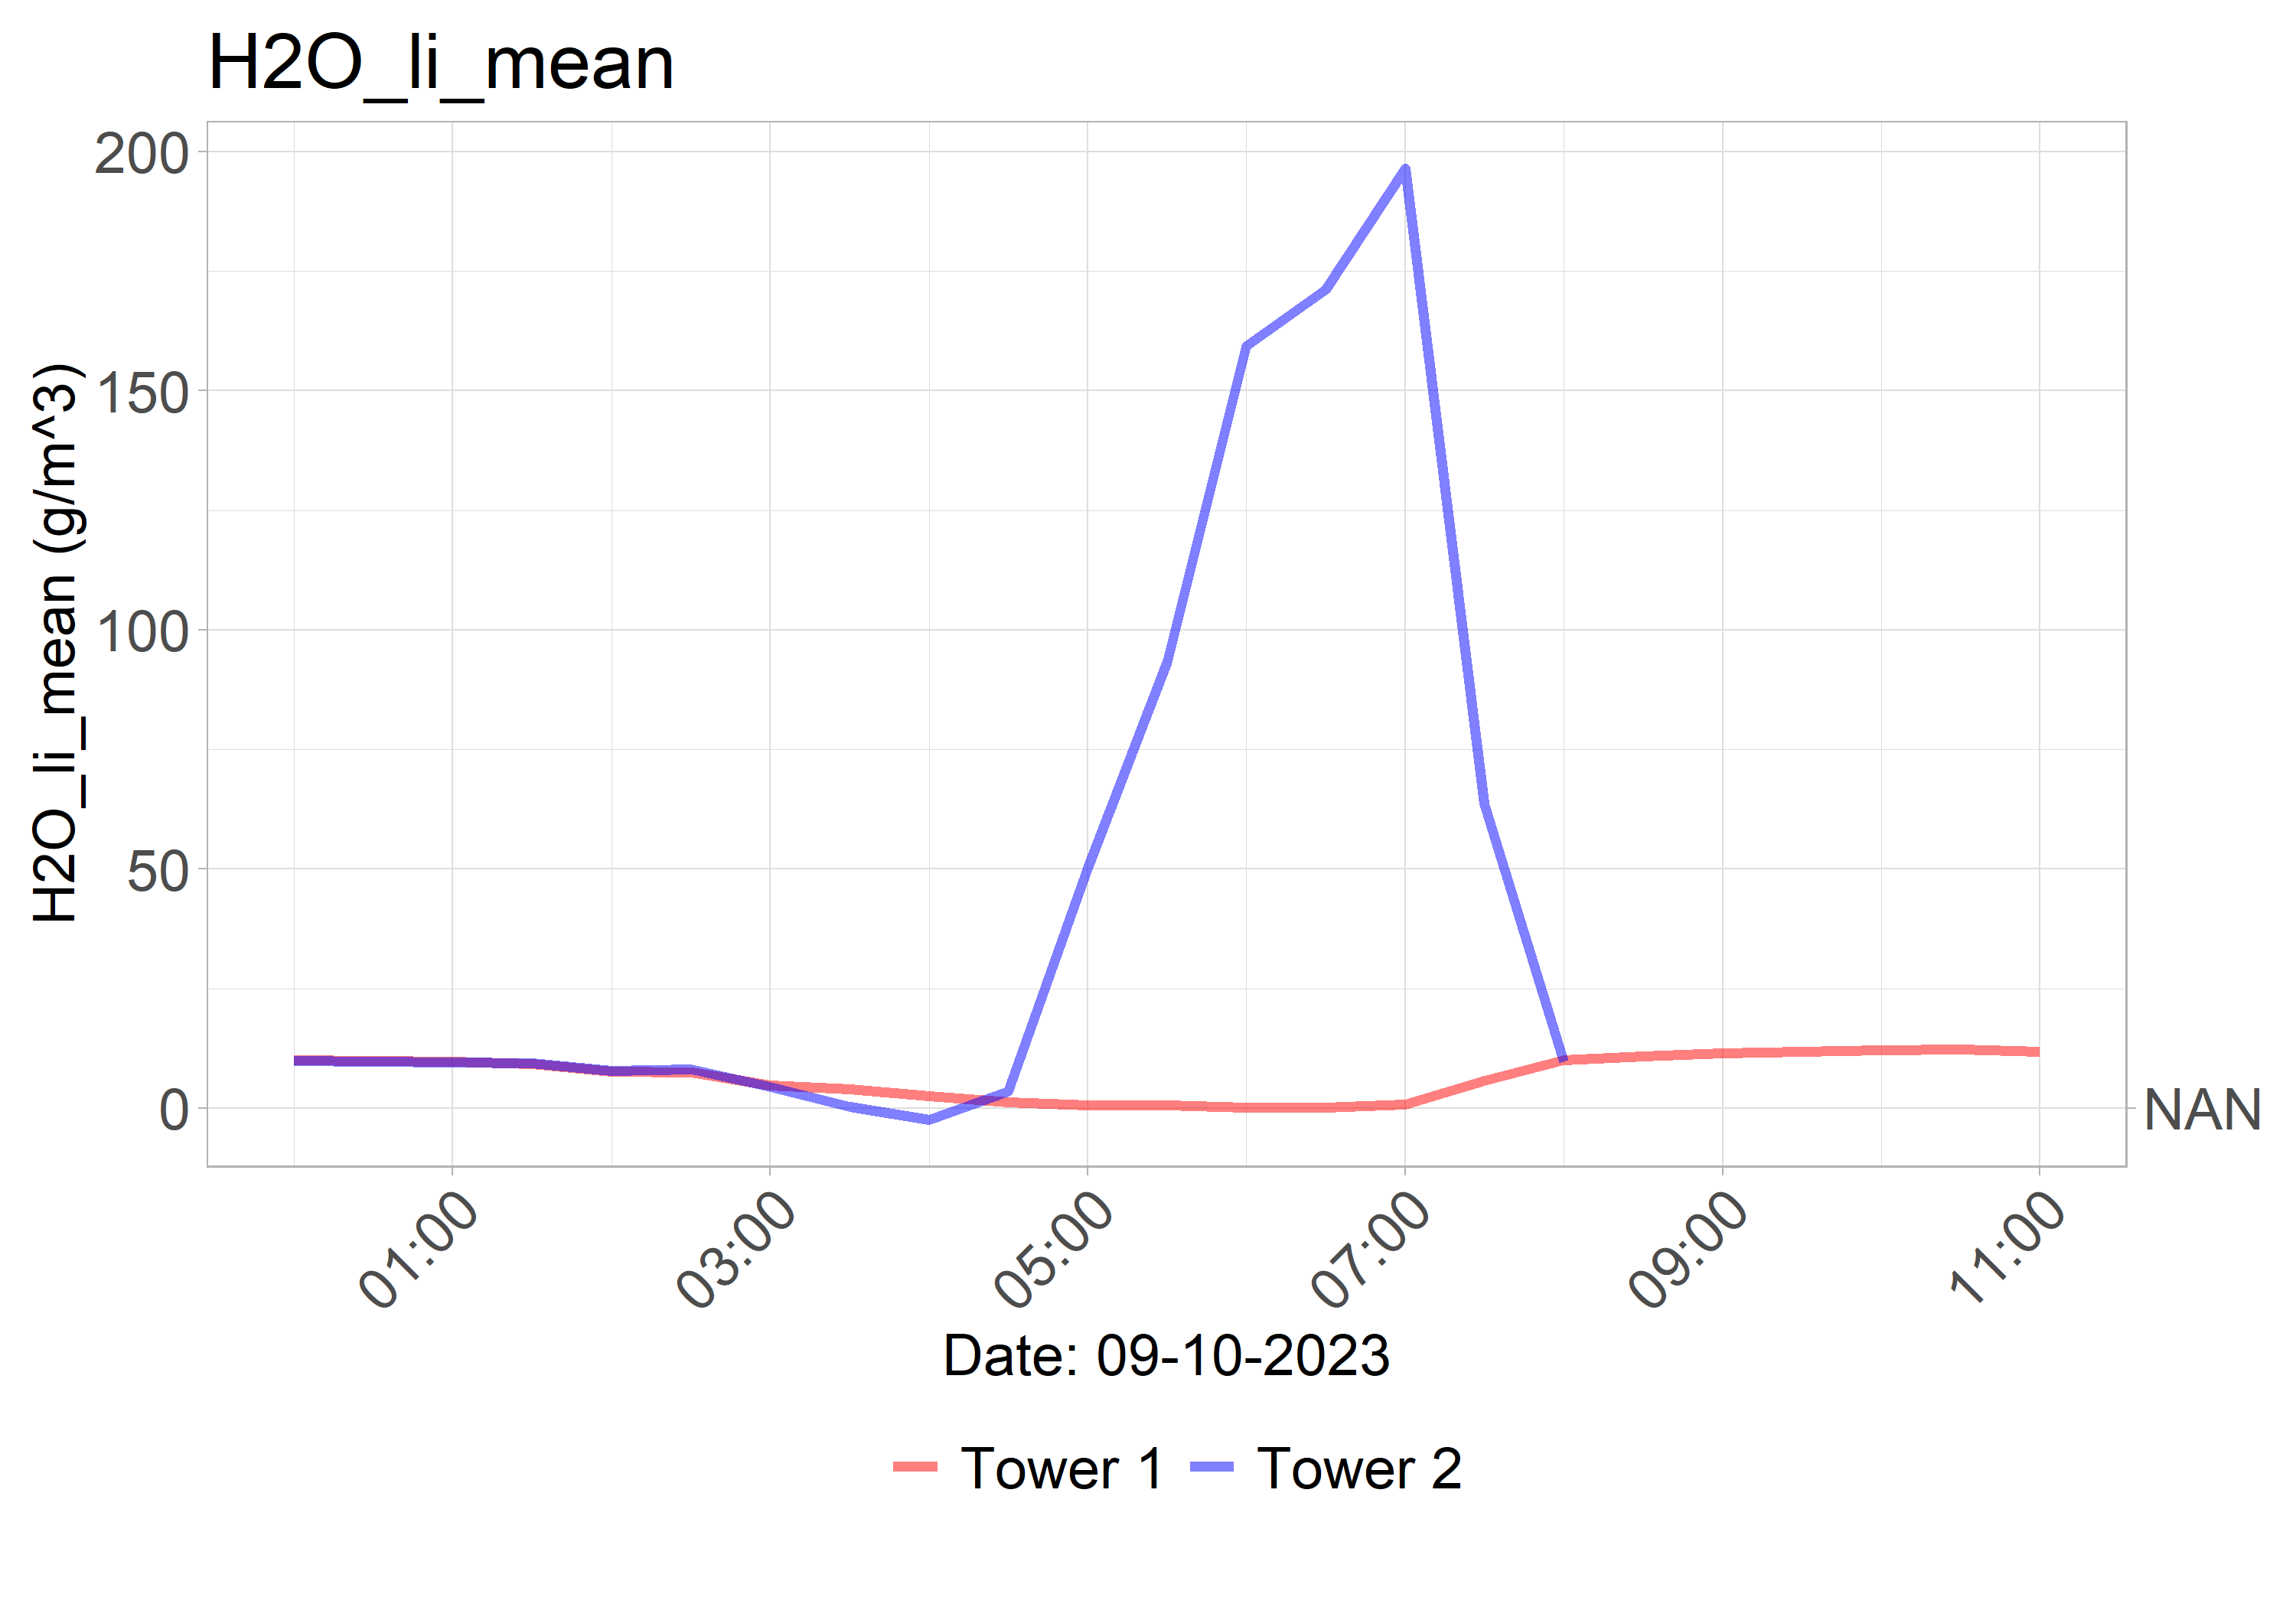 H2O_li_mean
H2O_li_mean (g/m^3)
200
150
100
50
0
NAN
01:00 03:00 05:00 07:00 09:00 11:00
Date: 09-10-2023
Tower 1 Tower 2